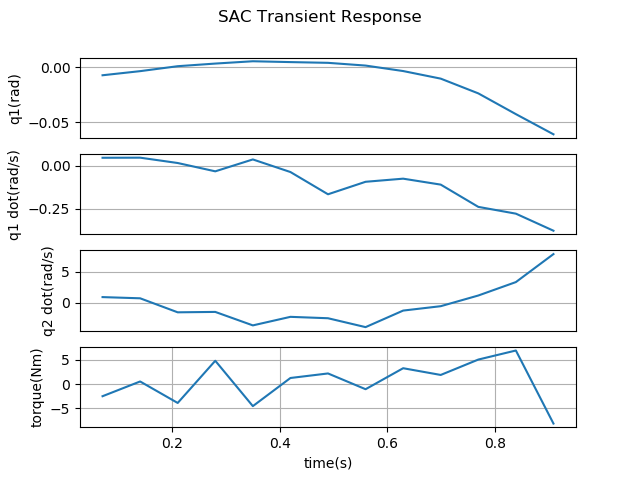 SAC Transient Response
q1(rad)
0.00
−0.05
q1 dot(rad/s)
0.00
−0.25
q2 dot(rad/s)
5
0
torque(Nm)
5
0
−5
0.2 0.4 0.6 0.8
time(s)